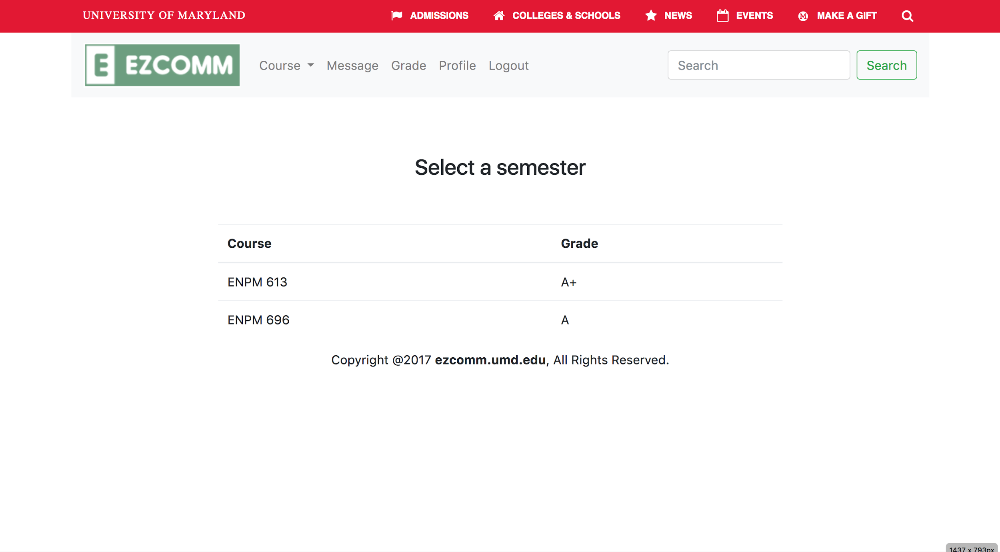 UNIVERSITY OF MARYLAND
ADMISSIONS
COLLEGES & SCHOOLS
NEWS
EVENTS
M MAKE A GIFT
E EZCOMM
Course
Message
Grade
Profile
Logout
Search
Search
Select a semester
Course Grade
ENPM 613 A+
ENPM 696 A
Copyright @2017 ezcomm.umd.edu, All Rights Reserved.
1437 x 793px